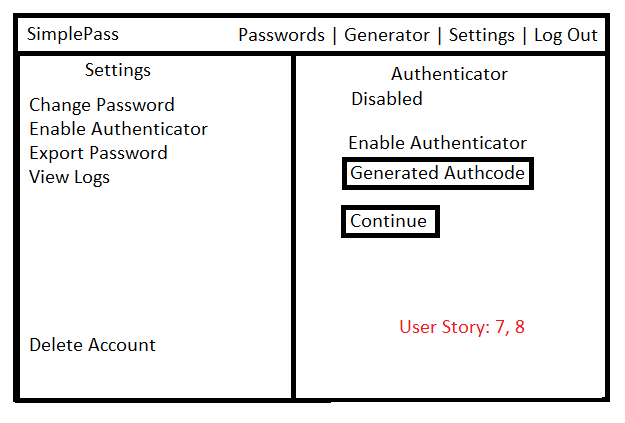 SimplePass
Passwords | Generator | Settings | Log Out
Settings
Change Password
Enable Authenticator
Export Password
View Logs
Delete Account
Authenticator
Disabled
Enable Authenticator
Generated Authcode
Continue
User Story: 7, 8